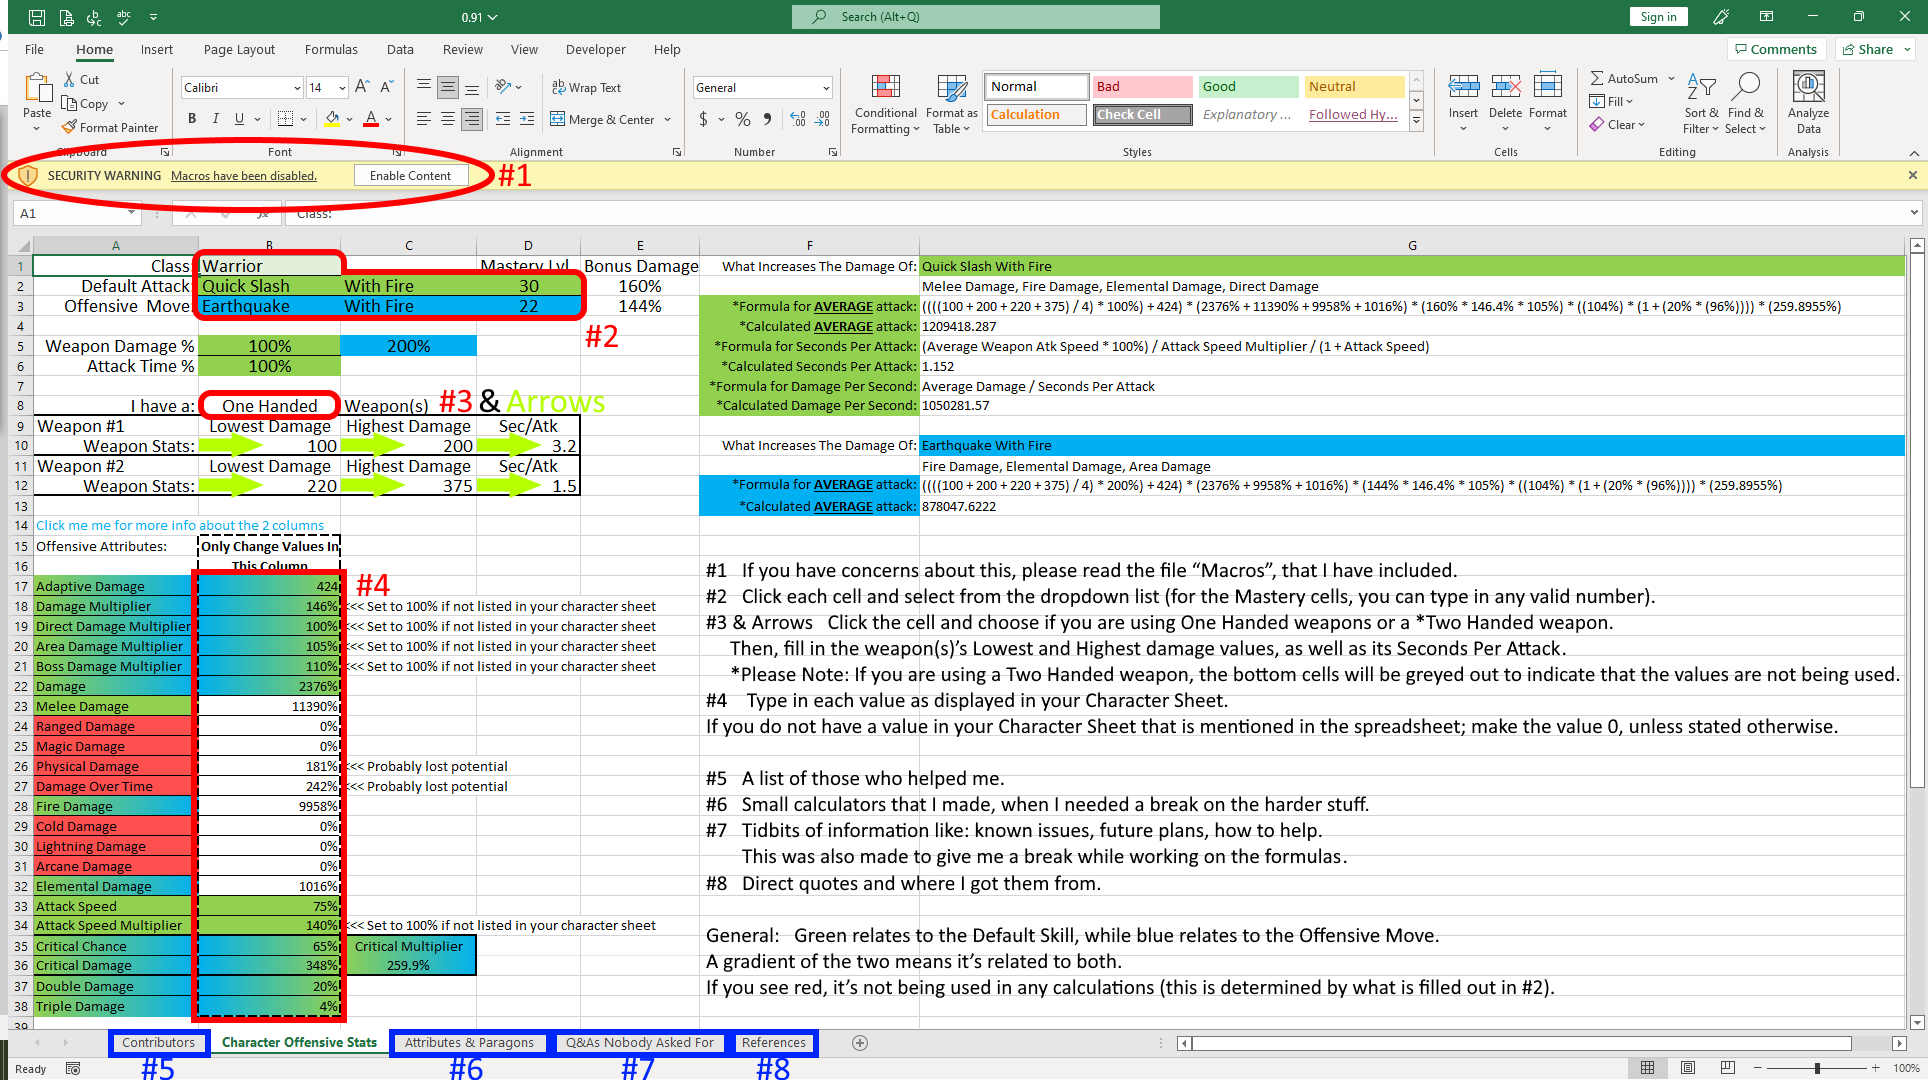 0.91
Search (Alt+Q)
Sign in
File Home Insert Page Layout Formulas Data Review View Developer Help
Comments Share
Paste
Cut
Copy
Format Painter
Clipboard
Calibri 14
B I U
Font
Wrap Text
Merge & Center
Alignment
General
$ %
Number
Conditional Formatting
Format as Table
Normal Bad Good Neutral
Calculation Check Cell Explanatory ... Followed Hy...
Styles
Insert Delete Format
Cells
AutoSum
Fill
Clear
Sort & Filter
Find & Select
Editing
Analyze Data
Analysis
SECURITY WARNING Macros have been disabled. Enable Content #1
A1 fx Class:
A B C D E F G
1 Class: Warrior Mastery Lvl Bonus Damage What Increases The Damage Of: Quick Slash With Fire
2 Default Attack: Quick Slash With Fire 30 160% Melee Damage, Fire Damage, Elemental Damage, Direct Damage
3 Offensive Move: Earthquake With Fire 22 144% *Formula for AVERAGE attack: ((((100 + 200 + 220 + 375) / 4) * 100%) + 424) * (2376% + 11390% + 9958% + 1016%) * (160% * 146.4% * 105%) * ((104%) * (1 + (20% * (96%)))) * (259.8955%)
4 #2 *Calculated AVERAGE attack: 1209418.287
5 Weapon Damage % 100% 200% *Formula for Seconds Per Attack: (Average Weapon Atk Speed * 100%) / Attack Speed Multiplier / (1 + Attack Speed)
6 Attack Time % 100% *Calculated Seconds Per Attack: 1.152
7 *Formula for Damage Per Second: Average Damage / Seconds Per Attack
8 I have a: One Handed Weapon(s) #3 & Arrows *Calculated Damage Per Second: 1050281.57
9 Weapon #1 Lowest Damage Highest Damage Sec/Atk
10 Weapon Stats: 100 200 3.2 What Increases The Damage Of: Earthquake With Fire
11 Weapon #2 Lowest Damage Highest Damage Sec/Atk Fire Damage, Elemental Damage, Area Damage
12 Weapon Stats: 220 375 1.5 *Formula for AVERAGE attack: ((((100 + 200 + 220 + 375) / 4) * 200%) + 424) * (2376% + 9958% + 1016%) * (144% * 146.4% * 105%) * ((104%) * (1 + (20% * (96%)))) * (259.8955%)
13 *Calculated AVERAGE attack: 878047.6222
14 Click me me for more info about the 2 columns
15 Offensive Attributes: Only Change Values In
16 This Column
17 Adaptive Damage 424 #4
18 Damage Multiplier 146% <<< Set to 100% if not listed in your character sheet
19 Direct Damage Multiplier 100% <<< Set to 100% if not listed in your character sheet
20 Area Damage Multiplier 105% <<< Set to 100% if not listed in your character sheet
21 Boss Damage Multiplier 110% <<< Set to 100% if not listed in your character sheet
22 Damage 2376%
23 Melee Damage 11390%
24 Ranged Damage 0%
25 Magic Damage 0%
26 Physical Damage 181% <<< Probably lost potential
27 Damage Over Time 242% <<< Probably lost potential
28 Fire Damage 9958%
29 Cold Damage 0%
30 Lightning Damage 0%
31 Arcane Damage 0%
32 Elemental Damage 1016%
33 Attack Speed 75%
34 Attack Speed Multiplier 140% <<< Set to 100% if not listed in your character sheet
35 Critical Chance 65% Critical Multiplier
36 Critical Damage 348% 259.9%
37 Double Damage 20%
38 Triple Damage 4%
39
#1 If you have concerns about this, please read the file “Macros”, that I have included.
#2 Click each cell and select from the dropdown list (for the Mastery cells, you can type in any valid number).
#3 & Arrows Click the cell and choose if you are using One Handed weapons or a *Two Handed weapon.
Then, fill in the weapon(s)’s Lowest and Highest damage values, as well as its Seconds Per Attack.
*Please Note: If you are using a Two Handed weapon, the bottom cells will be greyed out to indicate that the values are not being used.
#4 Type in each value as displayed in your Character Sheet.
If you do not have a value in your Character Sheet that is mentioned in the spreadsheet; make the value 0, unless stated otherwise.
#5 A list of those who helped me.
#6 Small calculators that I made, when I needed a break on the harder stuff.
#7 Tidbits of information like: known issues, future plans, how to help.
This was also made to give me a break while working on the formulas.
#8 Direct quotes and where I got them from.
General: Green relates to the Default Skill, while blue relates to the Offensive Move.
A gradient of the two means it’s related to both.
If you see red, it’s not being used in any calculations (this is determined by what is filled out in #2).
Contributors Character Offensive Stats Attributes & Paragons Q&As Nobody Asked For References
#5 #6 #7 #8
Ready 100%